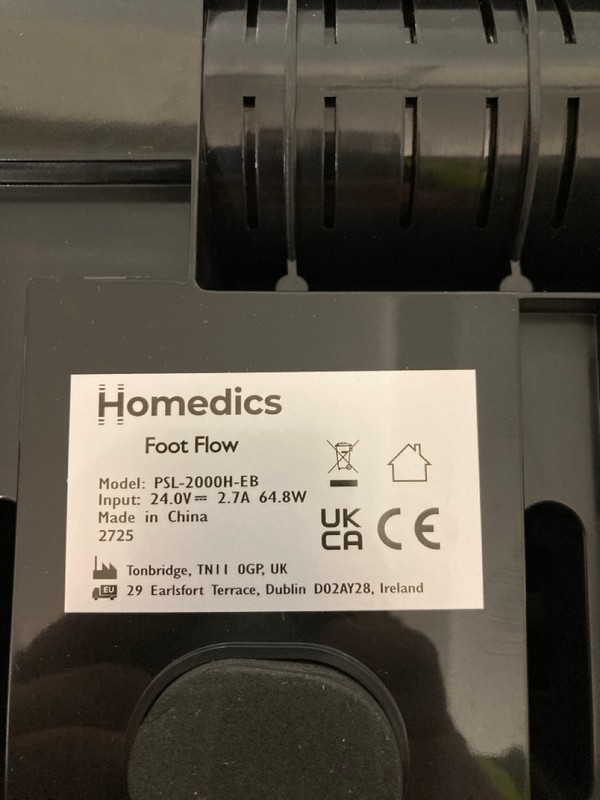 Homedics
Foot Flow
Model: PSL-2000H-EB
Input: 24.0V⎓ 2.7A 64.8W
Made in China
2725
UK
CA CE
Tonbridge, TN11 0GP, UK
EU 29 Earlsfort Terrace, Dublin D02AY28, Ireland